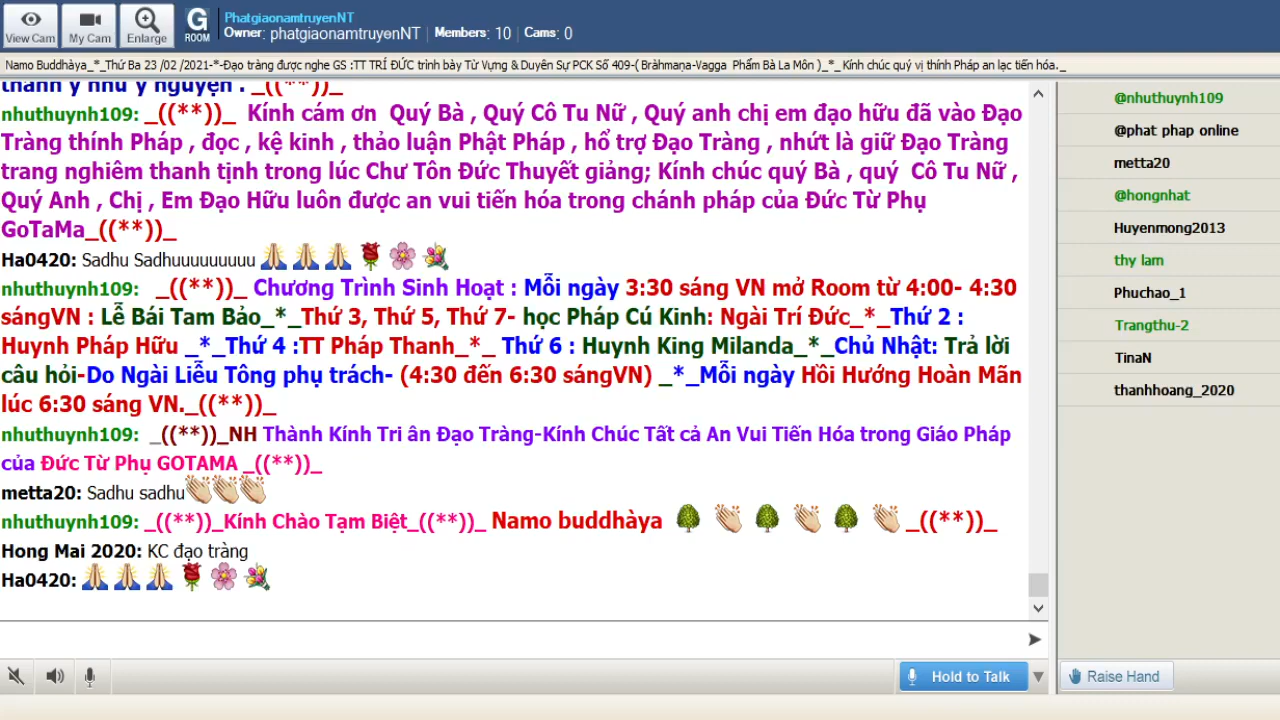 View Cam
My Cam
Enlarge
G
ROOM
PhatgiaonamtruyenNT
Owner: phatgiaonamtruyenNT | Members: 10 | Cams: 0
Namo Buddhàya_*_Thứ Ba 23 /02 /2021-*-Đạo tràng được nghe GS :TT TRÍ ĐỨC trình bày Từ Vựng & Duyên Sự PCK Số 409-( Bràhmaṇa-Vagga Phẩm Bà La Môn )_*_ Kính chúc quý vị thính Pháp an lạc tiến hóa._
thành ý như ý nguyện . _((**))_
nhuthuynh109: _((**))_ Kính cám ơn Quý Bà , Quý Cô Tu Nữ , Quý anh chị em đạo hữu đã vào Đạo
Tràng thính Pháp , đọc , kệ kinh , thảo luận Phật Pháp , hổ trợ Đạo Tràng , nhứt là giữ Đạo Tràng
trang nghiêm thanh tịnh trong lúc Chư Tôn Đức Thuyết giảng; Kính chúc quý Bà , quý Cô Tu Nữ ,
Quý Anh , Chị , Em Đạo Hữu luôn được an vui tiến hóa trong chánh pháp của Đức Từ Phụ
GoTaMa_((**))_
Ha0420: Sadhu Sadhuuuuuuuuu 🙏🙏🙏🌹🌸💐
nhuthuynh109: _((**))_ Chương Trình Sinh Hoạt : Mỗi ngày 3:30 sáng VN mở Room từ 4:00- 4:30
sángVN : Lễ Bái Tam Bảo_*_Thứ 3, Thứ 5, Thứ 7- học Pháp Cú Kinh: Ngài Trí Đức_*_Thứ 2 :
Huynh Pháp Hữu _*_Thứ 4 :TT Pháp Thanh_*_ Thứ 6 : Huynh King Milanda_*_Chủ Nhật: Trả lời
câu hỏi-Do Ngài Liễu Tông phụ trách- (4:30 đến 6:30 sángVN) _*_Mỗi ngày Hồi Hướng Hoàn Mãn
lúc 6:30 sáng VN._((**))_
nhuthuynh109: _((**))_NH Thành Kính Tri ân Đạo Tràng-Kính Chúc Tất cả An Vui Tiến Hóa trong Giáo Pháp
của Đức Từ Phụ GOTAMA _((**))_
metta20: Sadhu sadhu👏👏👏
nhuthuynh109: _((**))_Kính Chào Tạm Biệt_((**))_ Namo buddhàya 🌳 👏 🌳 👏 🌳 👏 _((**))_
Hong Mai 2020: KC đạo tràng
Ha0420: 🙏🙏🙏🌹🌸💐
@nhuthuynh109
@phat phap online
metta20
@hongnhat
Huyenmong2013
thy lam
Phuchao_1
Trangthu-2
TinaN
thanhhoang_2020
Hold to Talk
Raise Hand